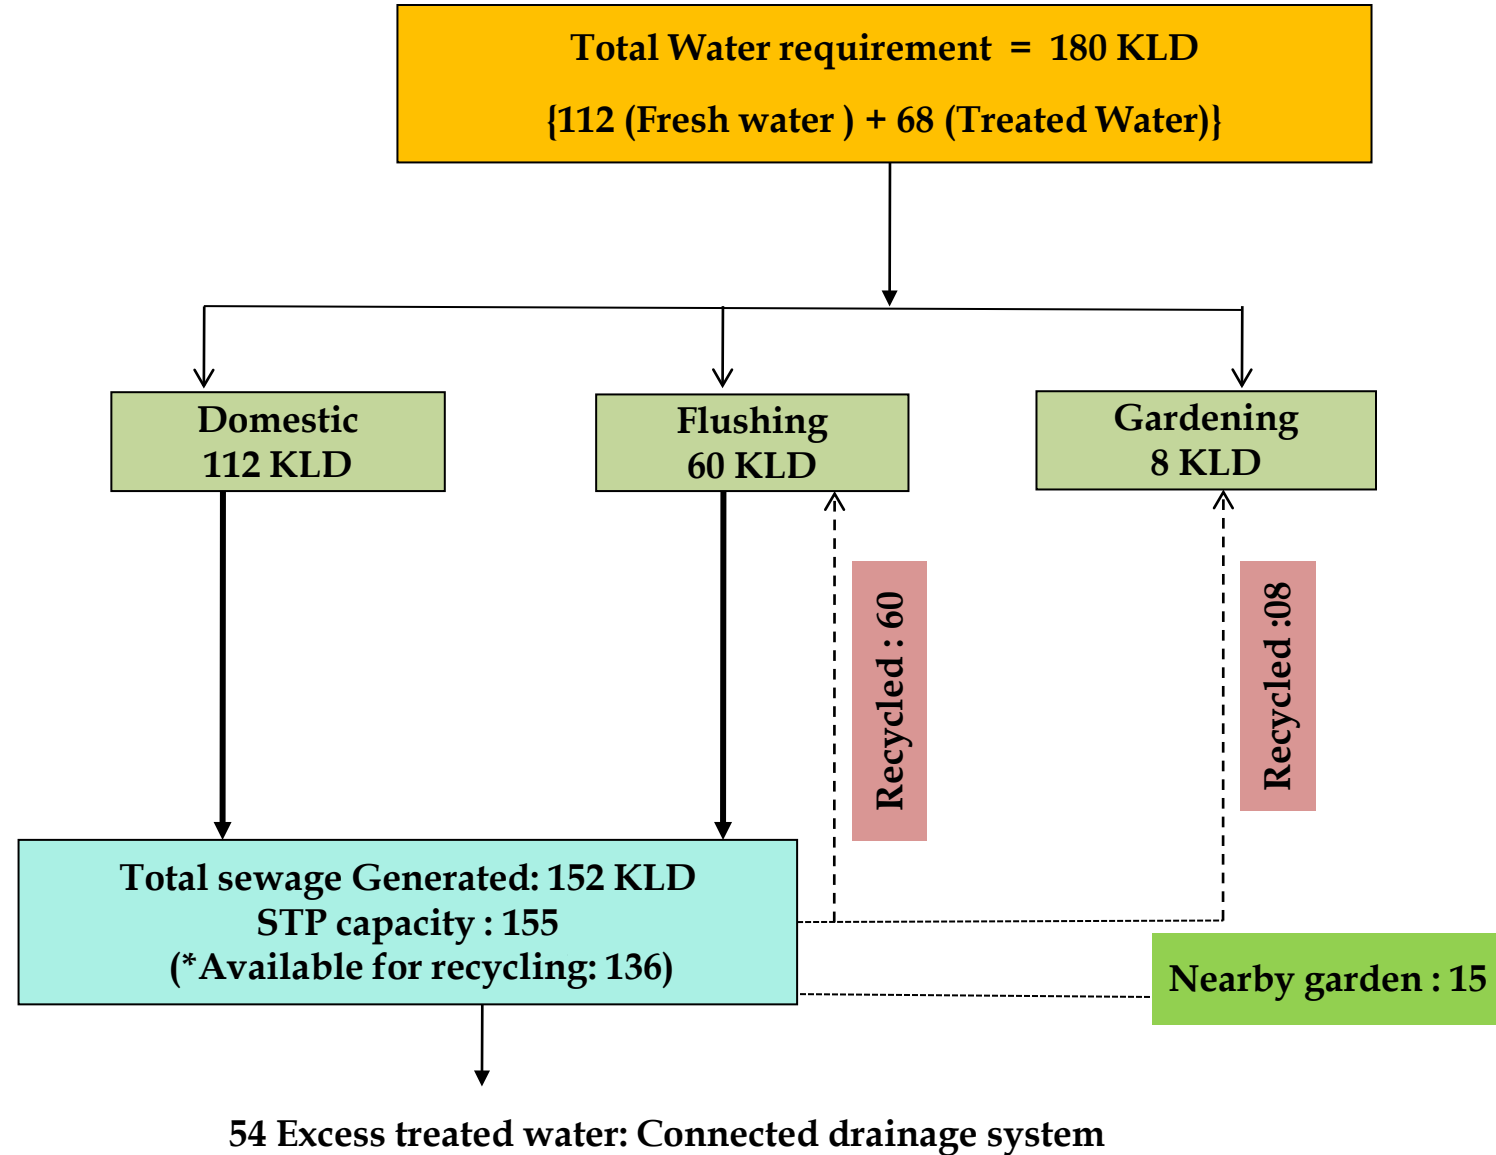 Total Water requirement = 180 KLD
{112 (Fresh water ) + 68 (Treated Water)}
Domestic
112 KLD
Flushing
60 KLD
Gardening
8 KLD
Recycled : 60
Recycled :08
Total sewage Generated: 152 KLD
STP capacity : 155
(*Available for recycling: 136)
Nearby garden : 15
54 Excess treated water: Connected drainage system